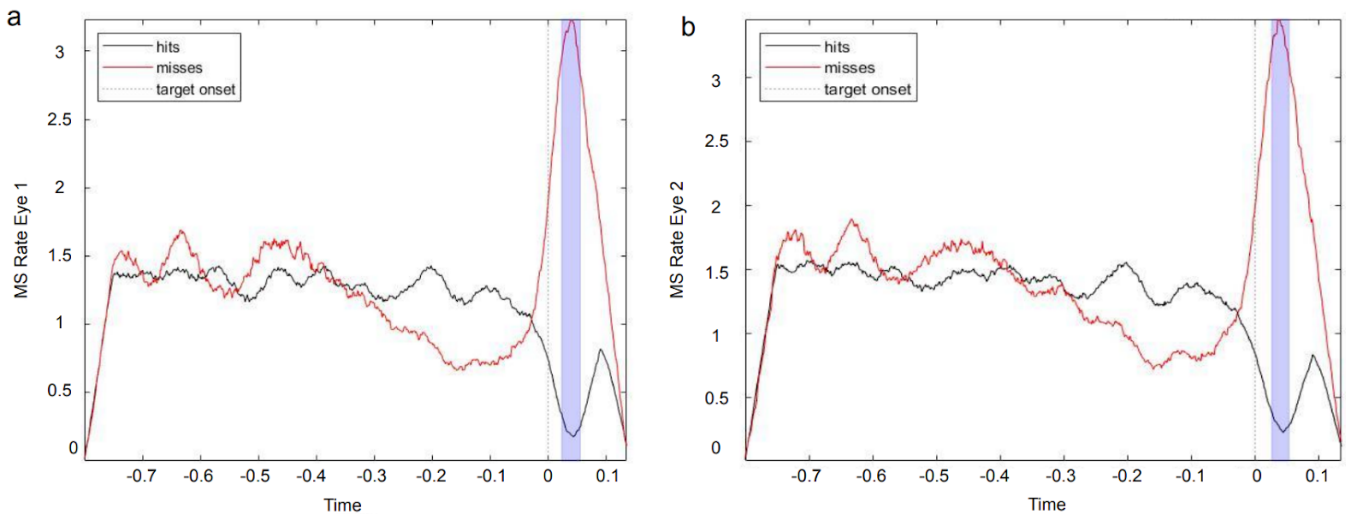 a
MS Rate Eye 1
3
2.5
2
1.5
1
0.5
0
hits
misses
target onset
-0.7 -0.6 -0.5 -0.4 -0.3 -0.2 -0.1 0 0.1
Time
b
MS Rate Eye 2
3
2.5
2
1.5
1
0.5
0
hits
misses
target onset
-0.7 -0.6 -0.5 -0.4 -0.3 -0.2 -0.1 0 0.1
Time